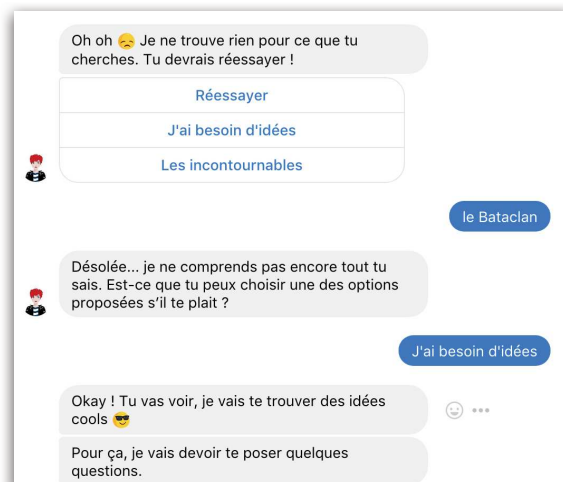 Oh oh 😞 Je ne trouve rien pour ce que tu
cherches. Tu devrais réessayer !
Réessayer
J'ai besoin d'idées
Les incontournables
le Bataclan
Désolée... je ne comprends pas encore tout tu
sais. Est-ce que tu peux choisir une des options
proposées s’il te plait ?
J'ai besoin d'idées
Okay ! Tu vas voir, je vais te trouver des idées
cools 😎
Pour ça, je vais devoir te poser quelques
questions.